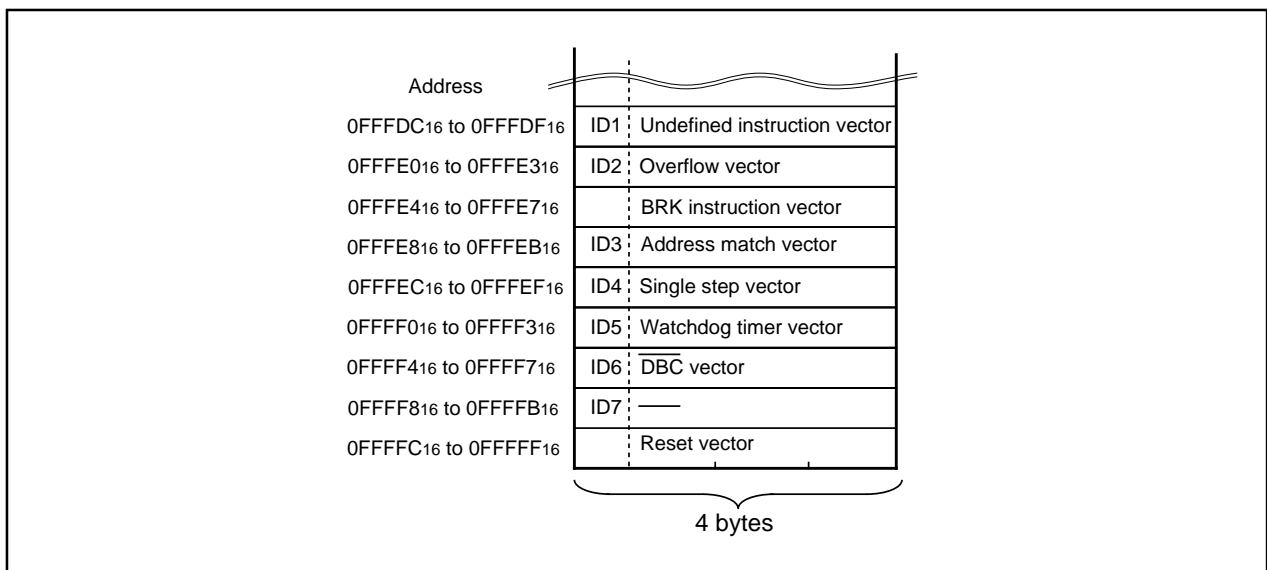 Address
0FFFDC16 to 0FFFDF16 ID1 Undefined instruction vector
0FFFE016 to 0FFFE316 ID2 Overflow vector
0FFFE416 to 0FFFE716 BRK instruction vector
0FFFE816 to 0FFFEB16 ID3 Address match vector
0FFFEC16 to 0FFFEF16 ID4 Single step vector
0FFFF016 to 0FFFF316 ID5 Watchdog timer vector
0FFFF416 to 0FFFF716 ID6 D̅B̅C̅ vector
0FFFF816 to 0FFFFB16 ID7 —
0FFFFC16 to 0FFFFF16 Reset vector
4 bytes